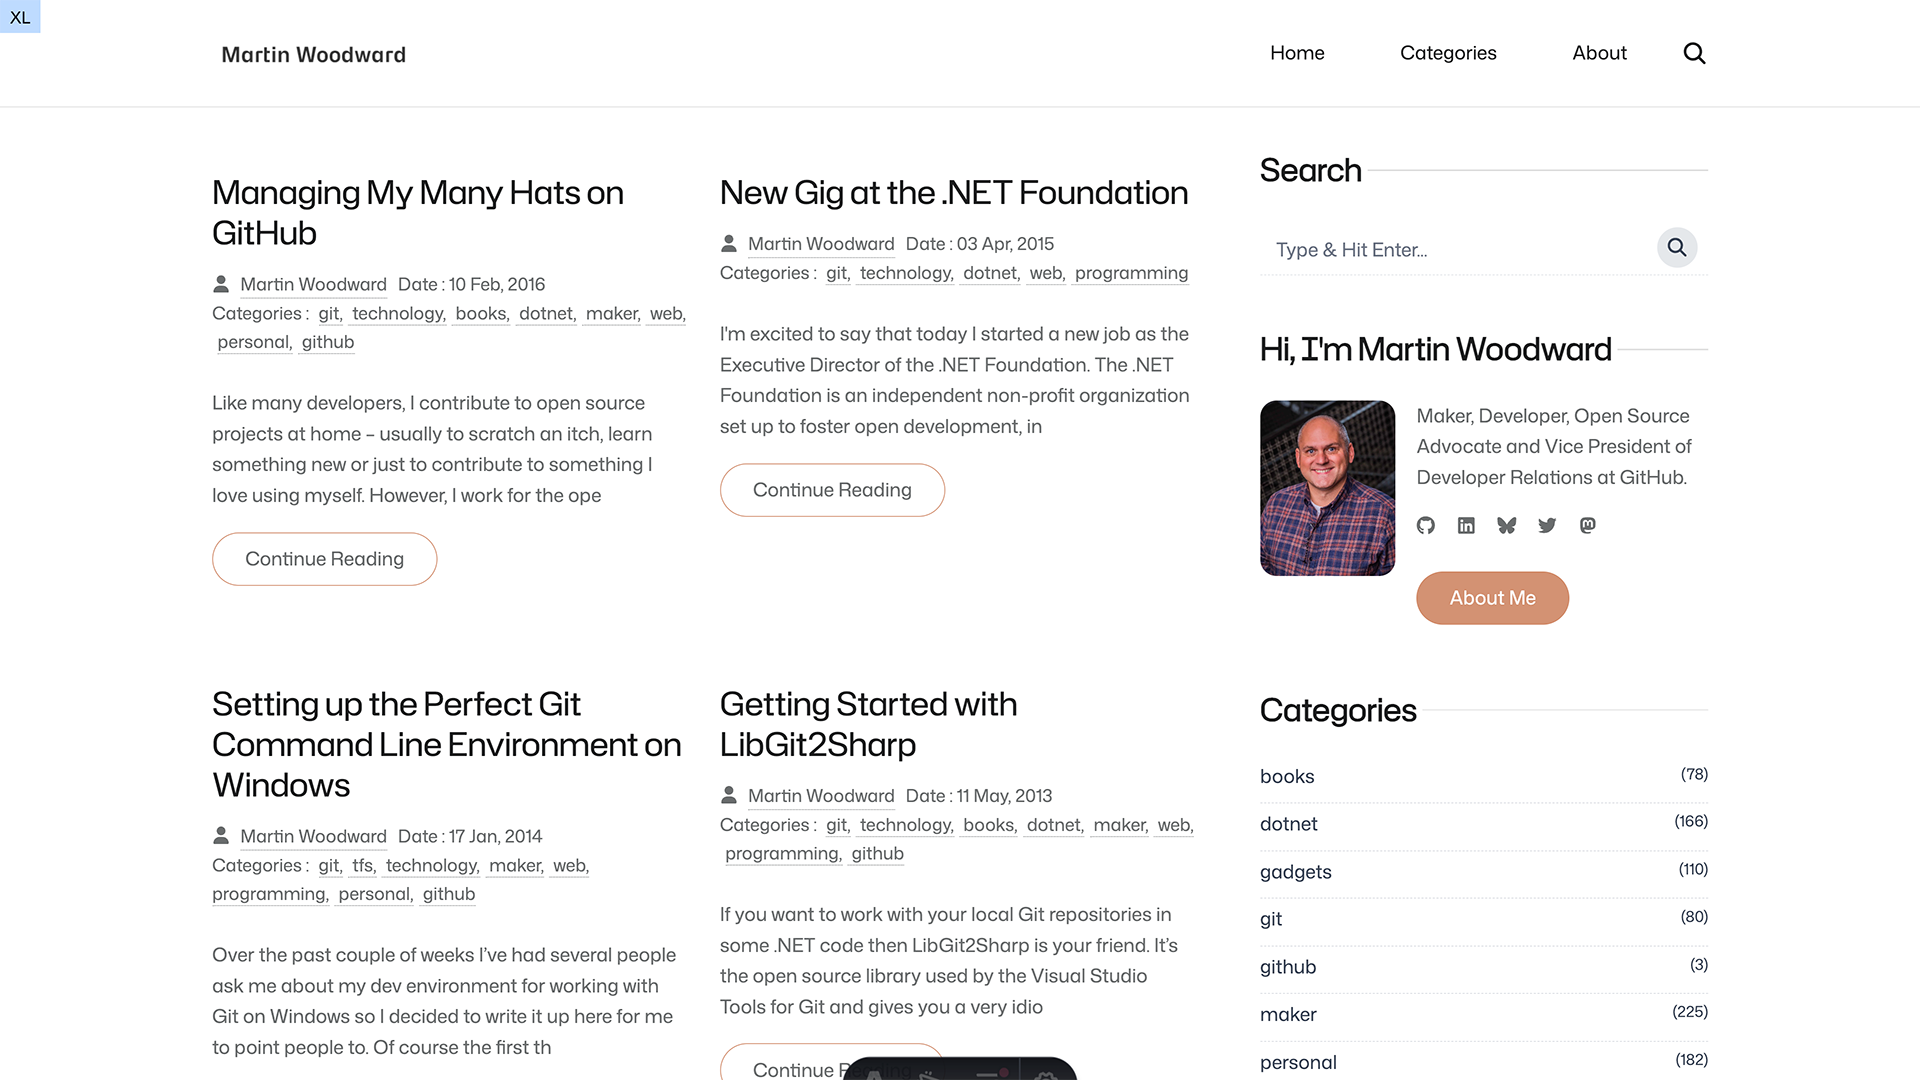 XL
Martin Woodward
Home
Categories
About
Managing My Many Hats on
GitHub
Martin Woodward Date : 10 Feb, 2016
Categories : git, technology, books, dotnet, maker, web,
personal, github
Like many developers, I contribute to open source
projects at home – usually to scratch an itch, learn
something new or just to contribute to something I
love using myself. However, I work for the ope
Continue Reading
New Gig at the .NET Foundation
Martin Woodward Date : 03 Apr, 2015
Categories : git, technology, dotnet, web, programming
I'm excited to say that today I started a new job as the
Executive Director of the .NET Foundation. The .NET
Foundation is an independent non-profit organization
set up to foster open development, in
Continue Reading
Setting up the Perfect Git
Command Line Environment on
Windows
Martin Woodward Date : 17 Jan, 2014
Categories : git, tfs, technology, maker, web,
programming, personal, github
Over the past couple of weeks I’ve had several people
ask me about my dev environment for working with
Git on Windows so I decided to write it up here for me
to point people to. Of course the first th
Getting Started with
LibGit2Sharp
Martin Woodward Date : 11 May, 2013
Categories : git, technology, books, dotnet, maker, web,
programming, github
If you want to work with your local Git repositories in
some .NET code then LibGit2Sharp is your friend. It’s
the open source library used by the Visual Studio
Tools for Git and gives you a very idio
Continue Reading
Search
Type & Hit Enter...
Hi, I'm Martin Woodward
Maker, Developer, Open Source
Advocate and Vice President of
Developer Relations at GitHub.
About Me
Categories
books (78)
dotnet (166)
gadgets (110)
git (80)
github (3)
maker (225)
personal (182)